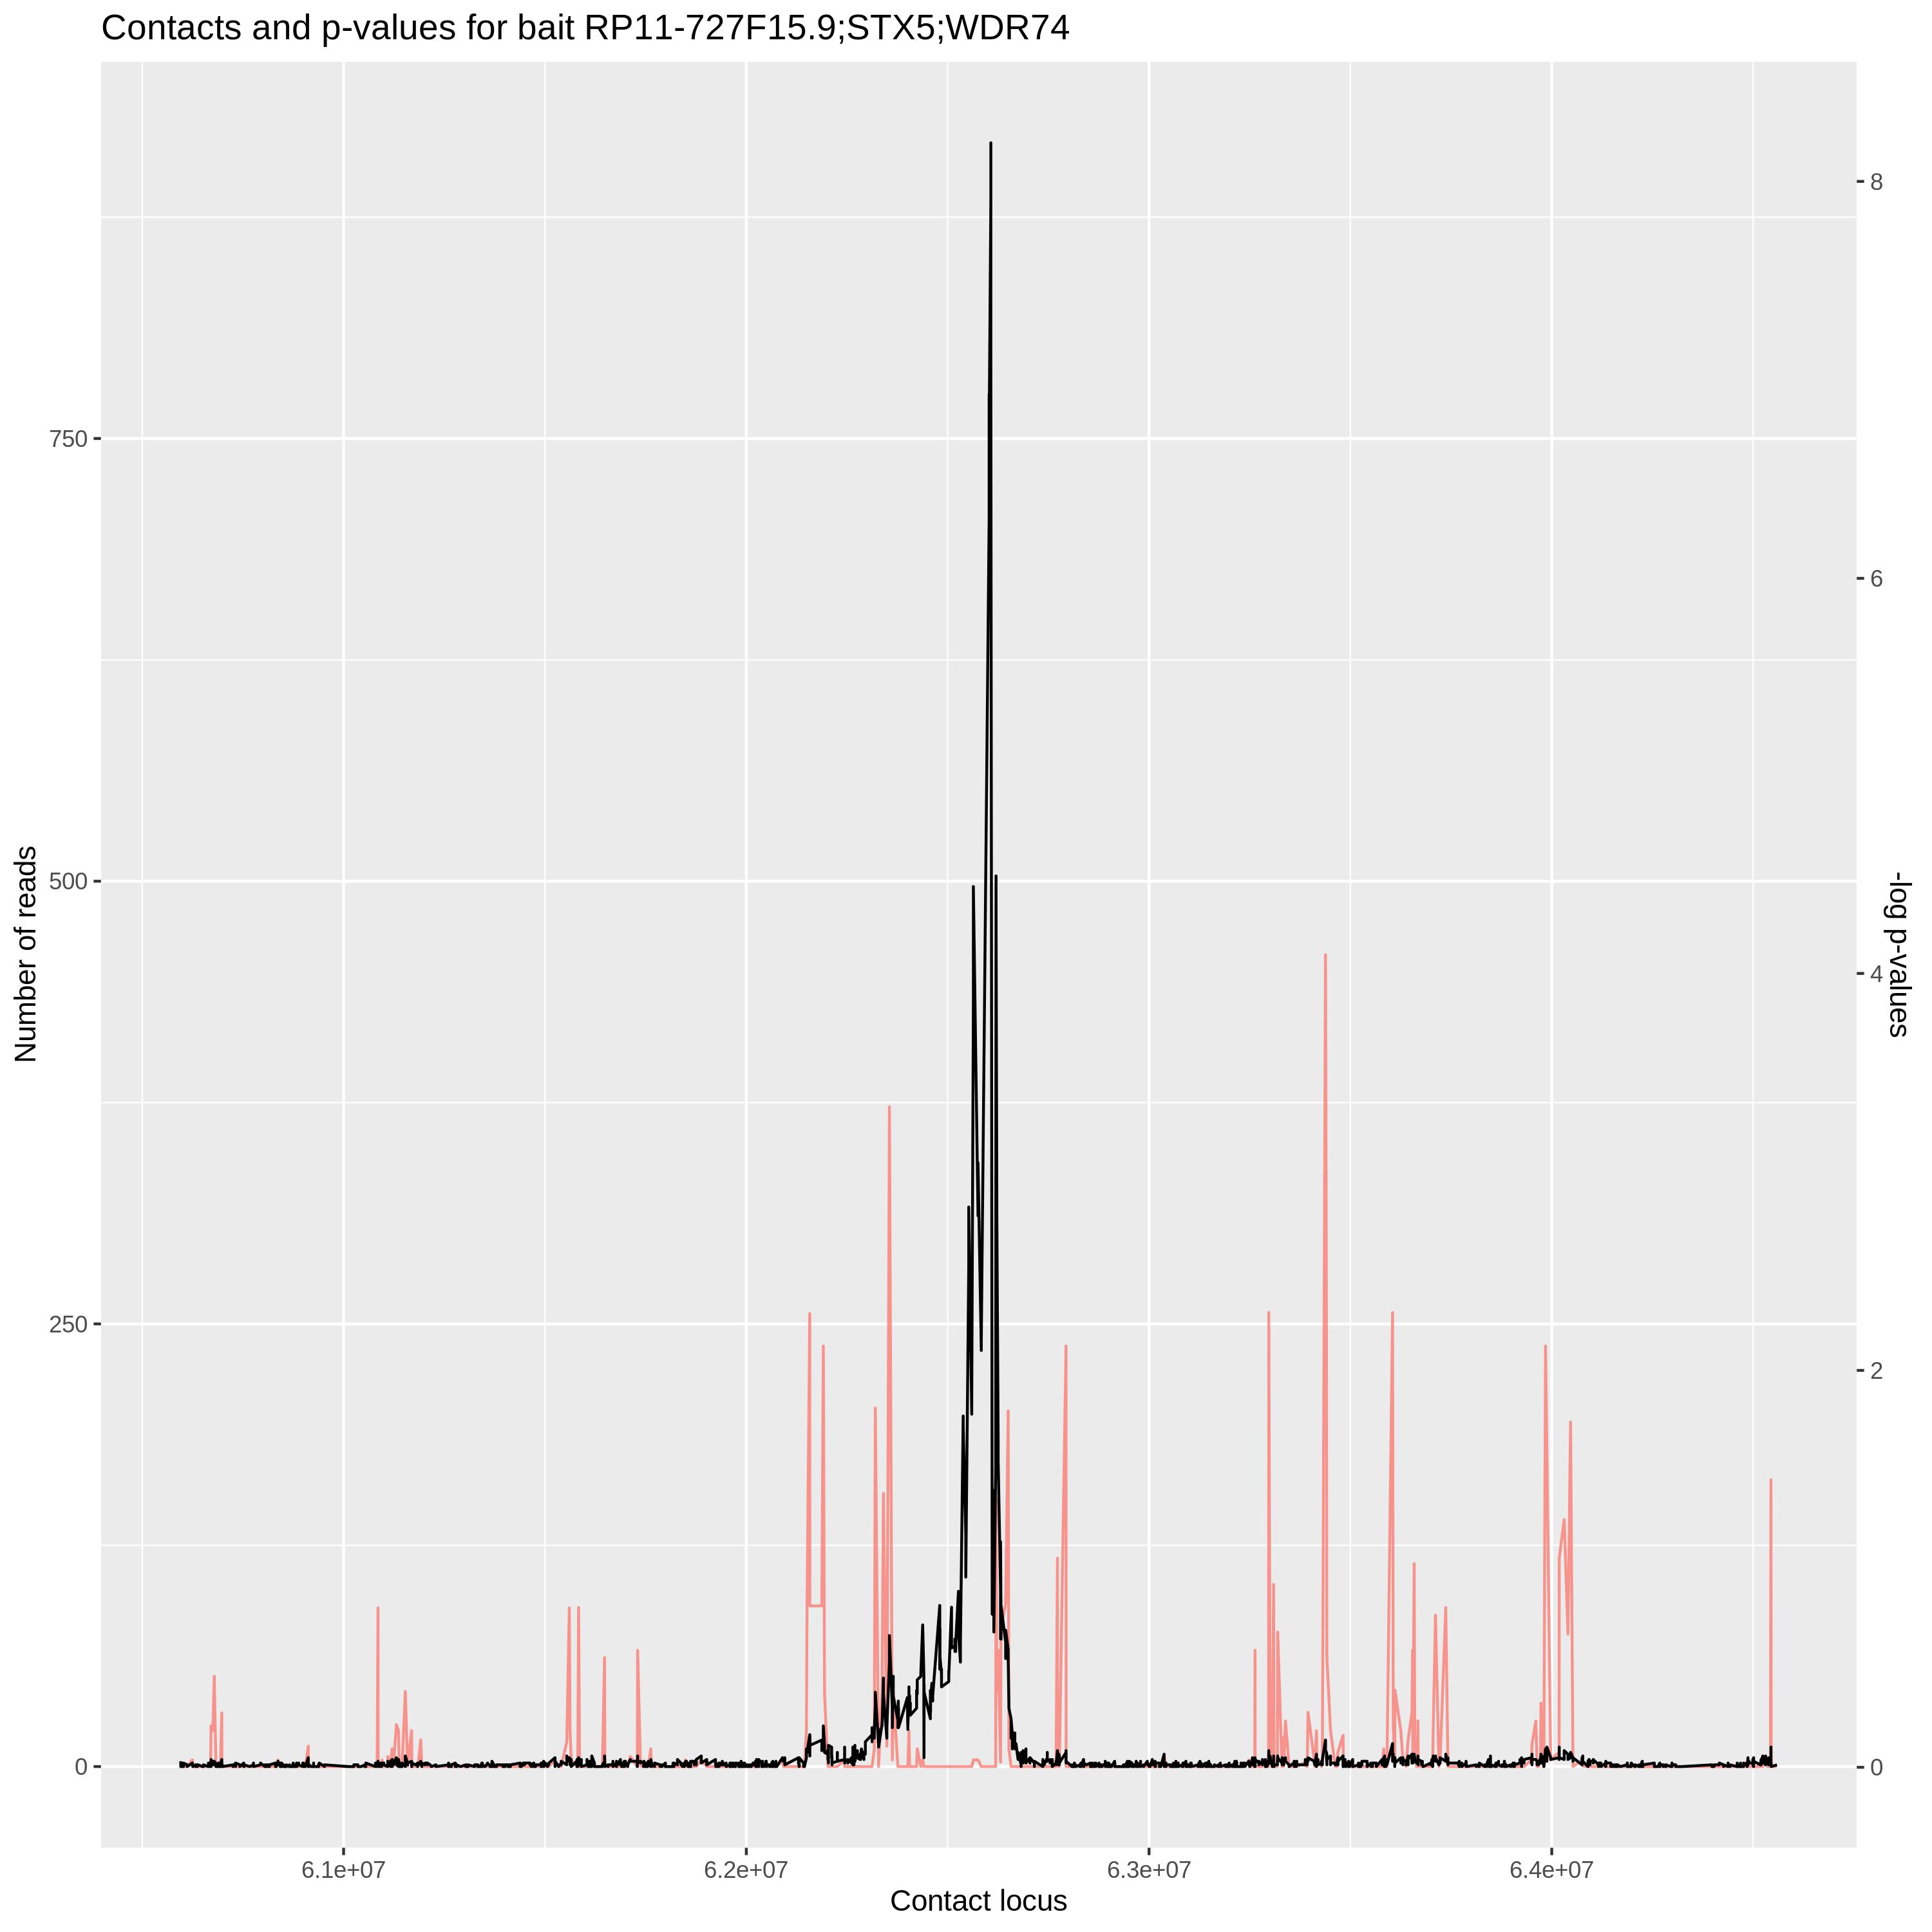 Contacts and p-values for bait RP11-727F15.9;STX5;WDR74
Number of reads
750
500
250
0
8
6
4
2
0
-log p-values
6.1e+07
6.2e+07
6.3e+07
6.4e+07
Contact locus